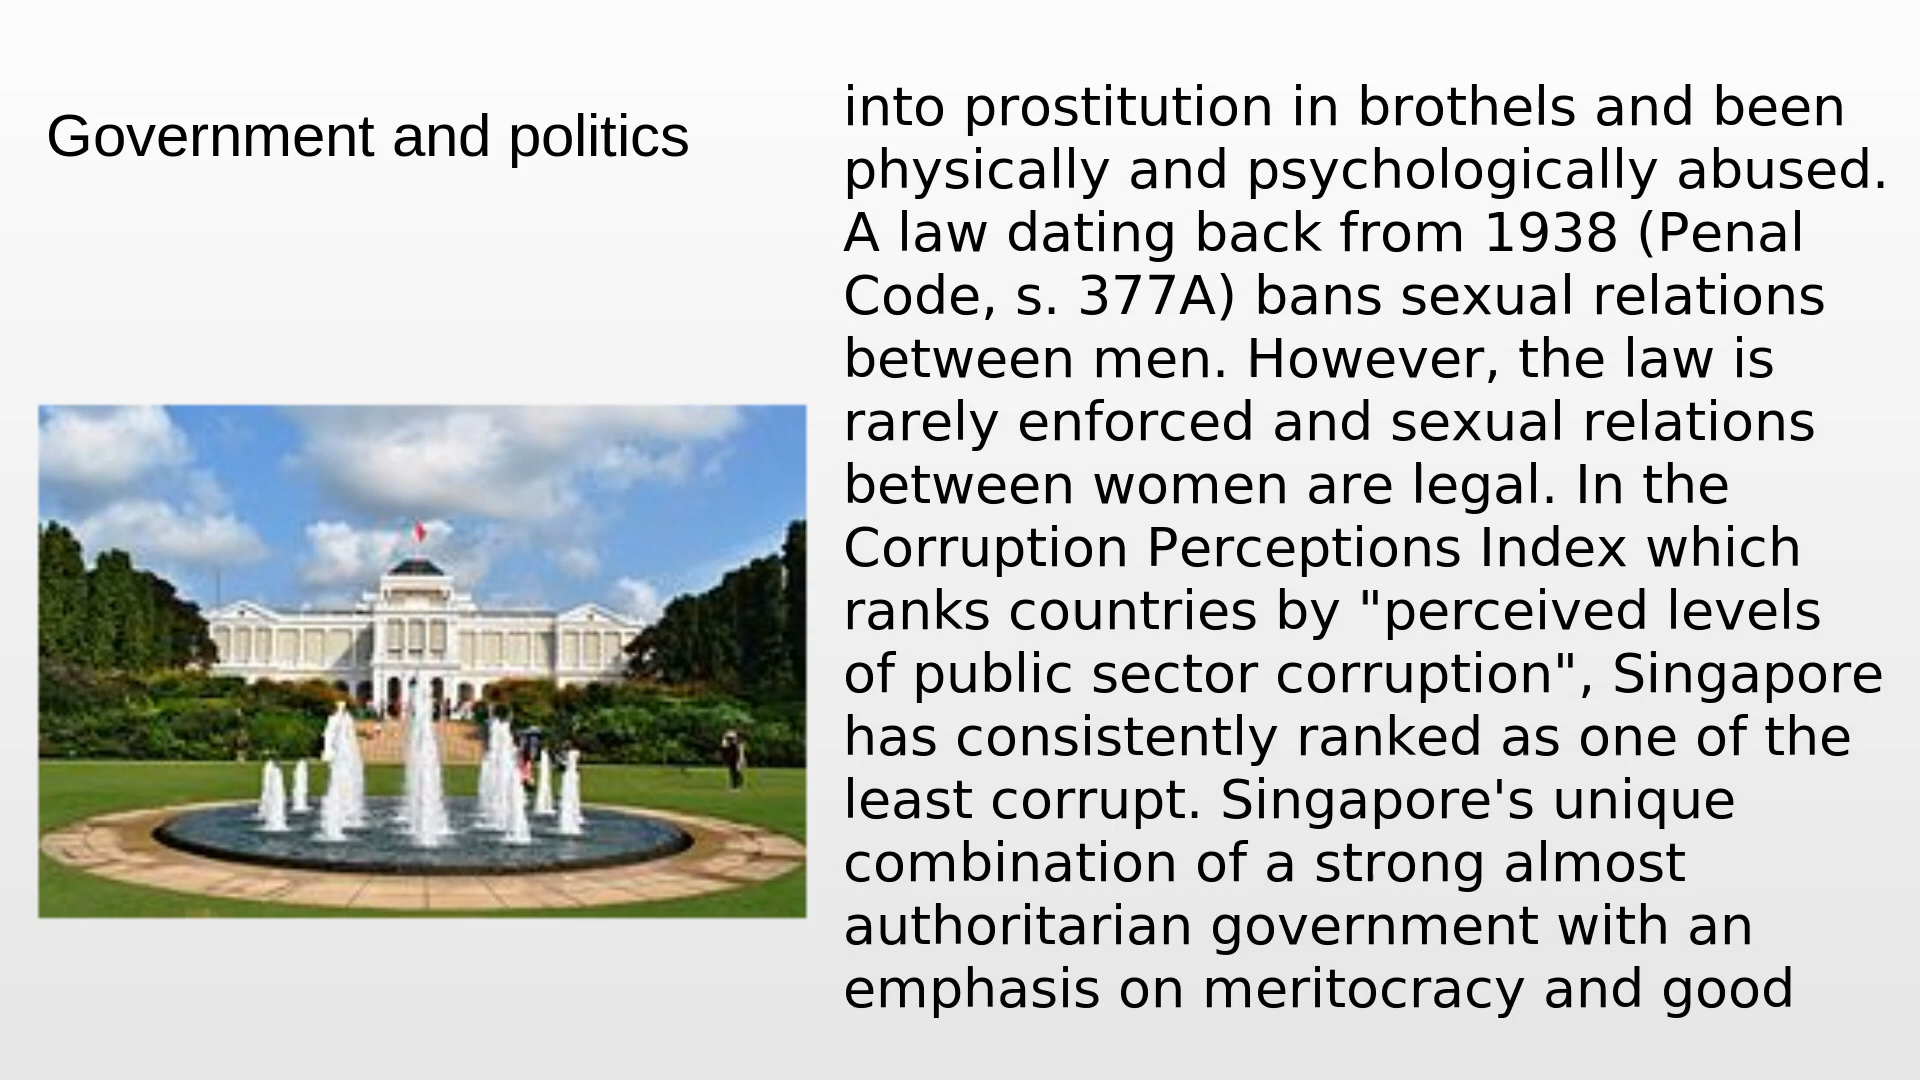 Government and politics
into prostitution in brothels and been
physically and psychologically abused.
A law dating back from 1938 (Penal
Code, s. 377A) bans sexual relations
between men. However, the law is
rarely enforced and sexual relations
between women are legal. In the
Corruption Perceptions Index which
ranks countries by "perceived levels
of public sector corruption", Singapore
has consistently ranked as one of the
least corrupt. Singapore's unique
combination of a strong almost
authoritarian government with an
emphasis on meritocracy and good